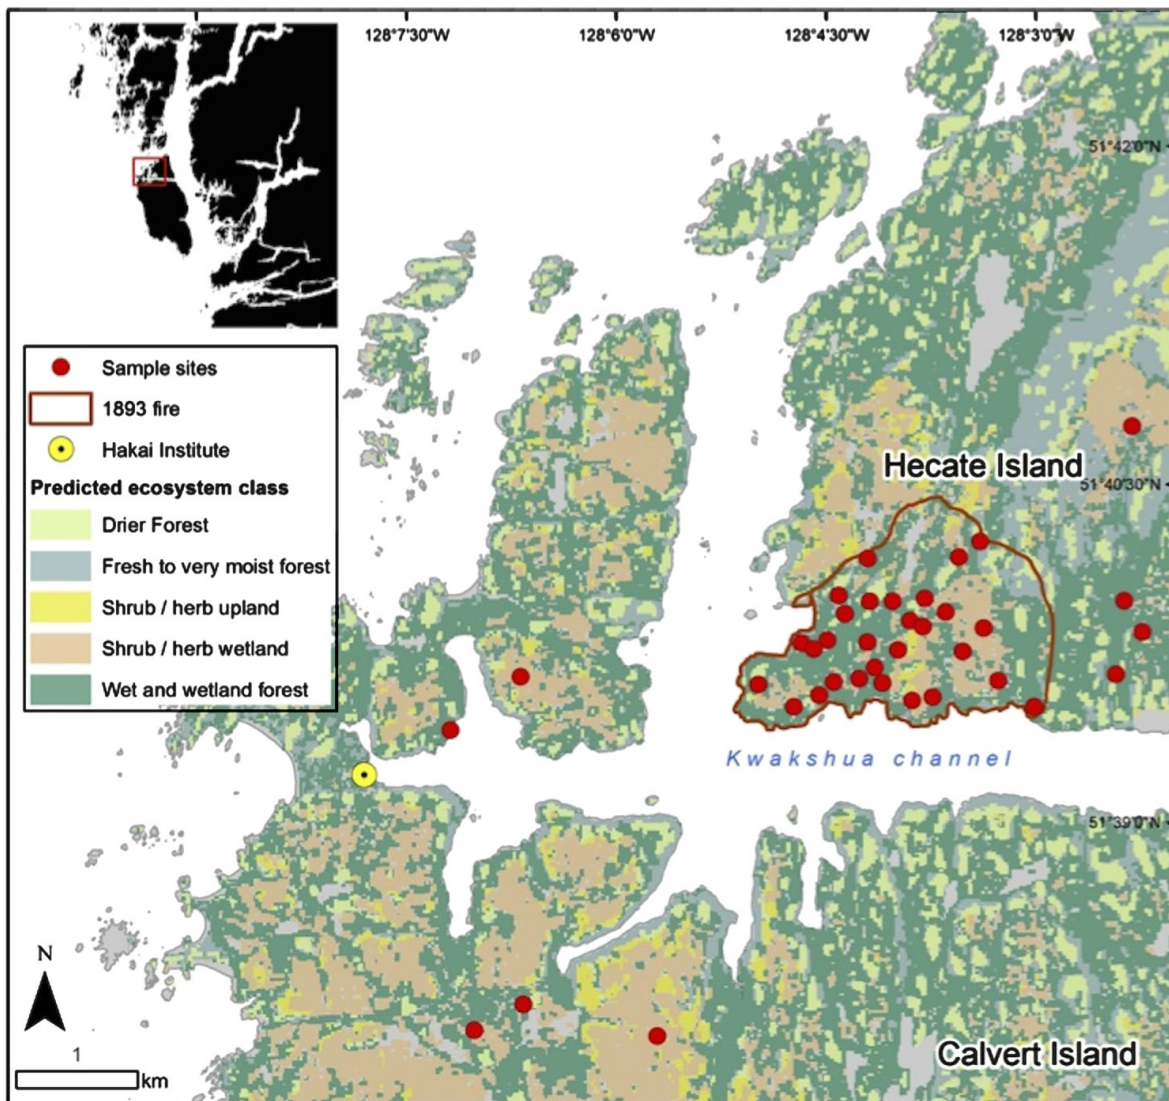 128°7'30"W
128°6'0"W
128°4'30"W
128°3'0"W
51°42'0"N
Sample sites
1893 fire
Hakai Institute
Predicted ecosystem class
Drier Forest
Fresh to very moist forest
Shrub / herb upland
Shrub / herb wetland
Wet and wetland forest
Hecate Island
51°40'30"N
Kwakshua channel
51°39'0"N
N
1
km
Calvert Island